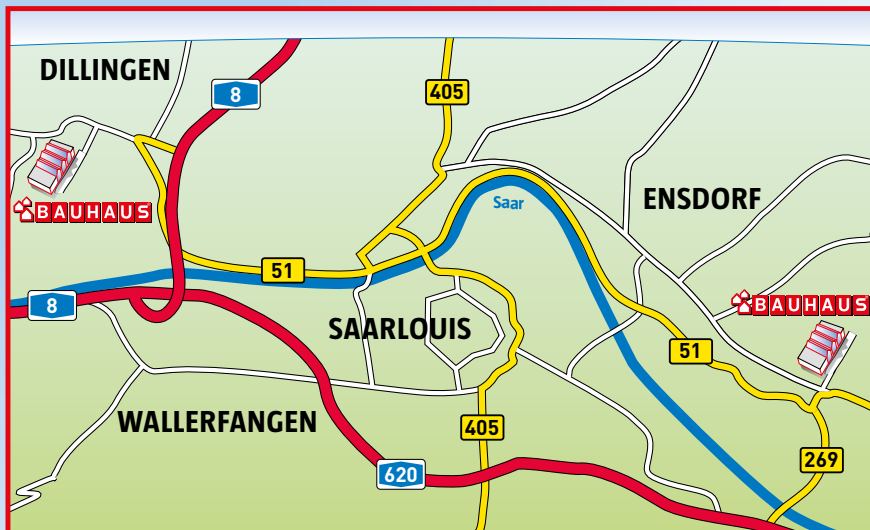 DILLINGEN
8
405
BAUHAUS
ENSDORF
Saar
51
8
BAUHAUS
SAARLOUIS
51
WALLERFANGEN
405
620
269